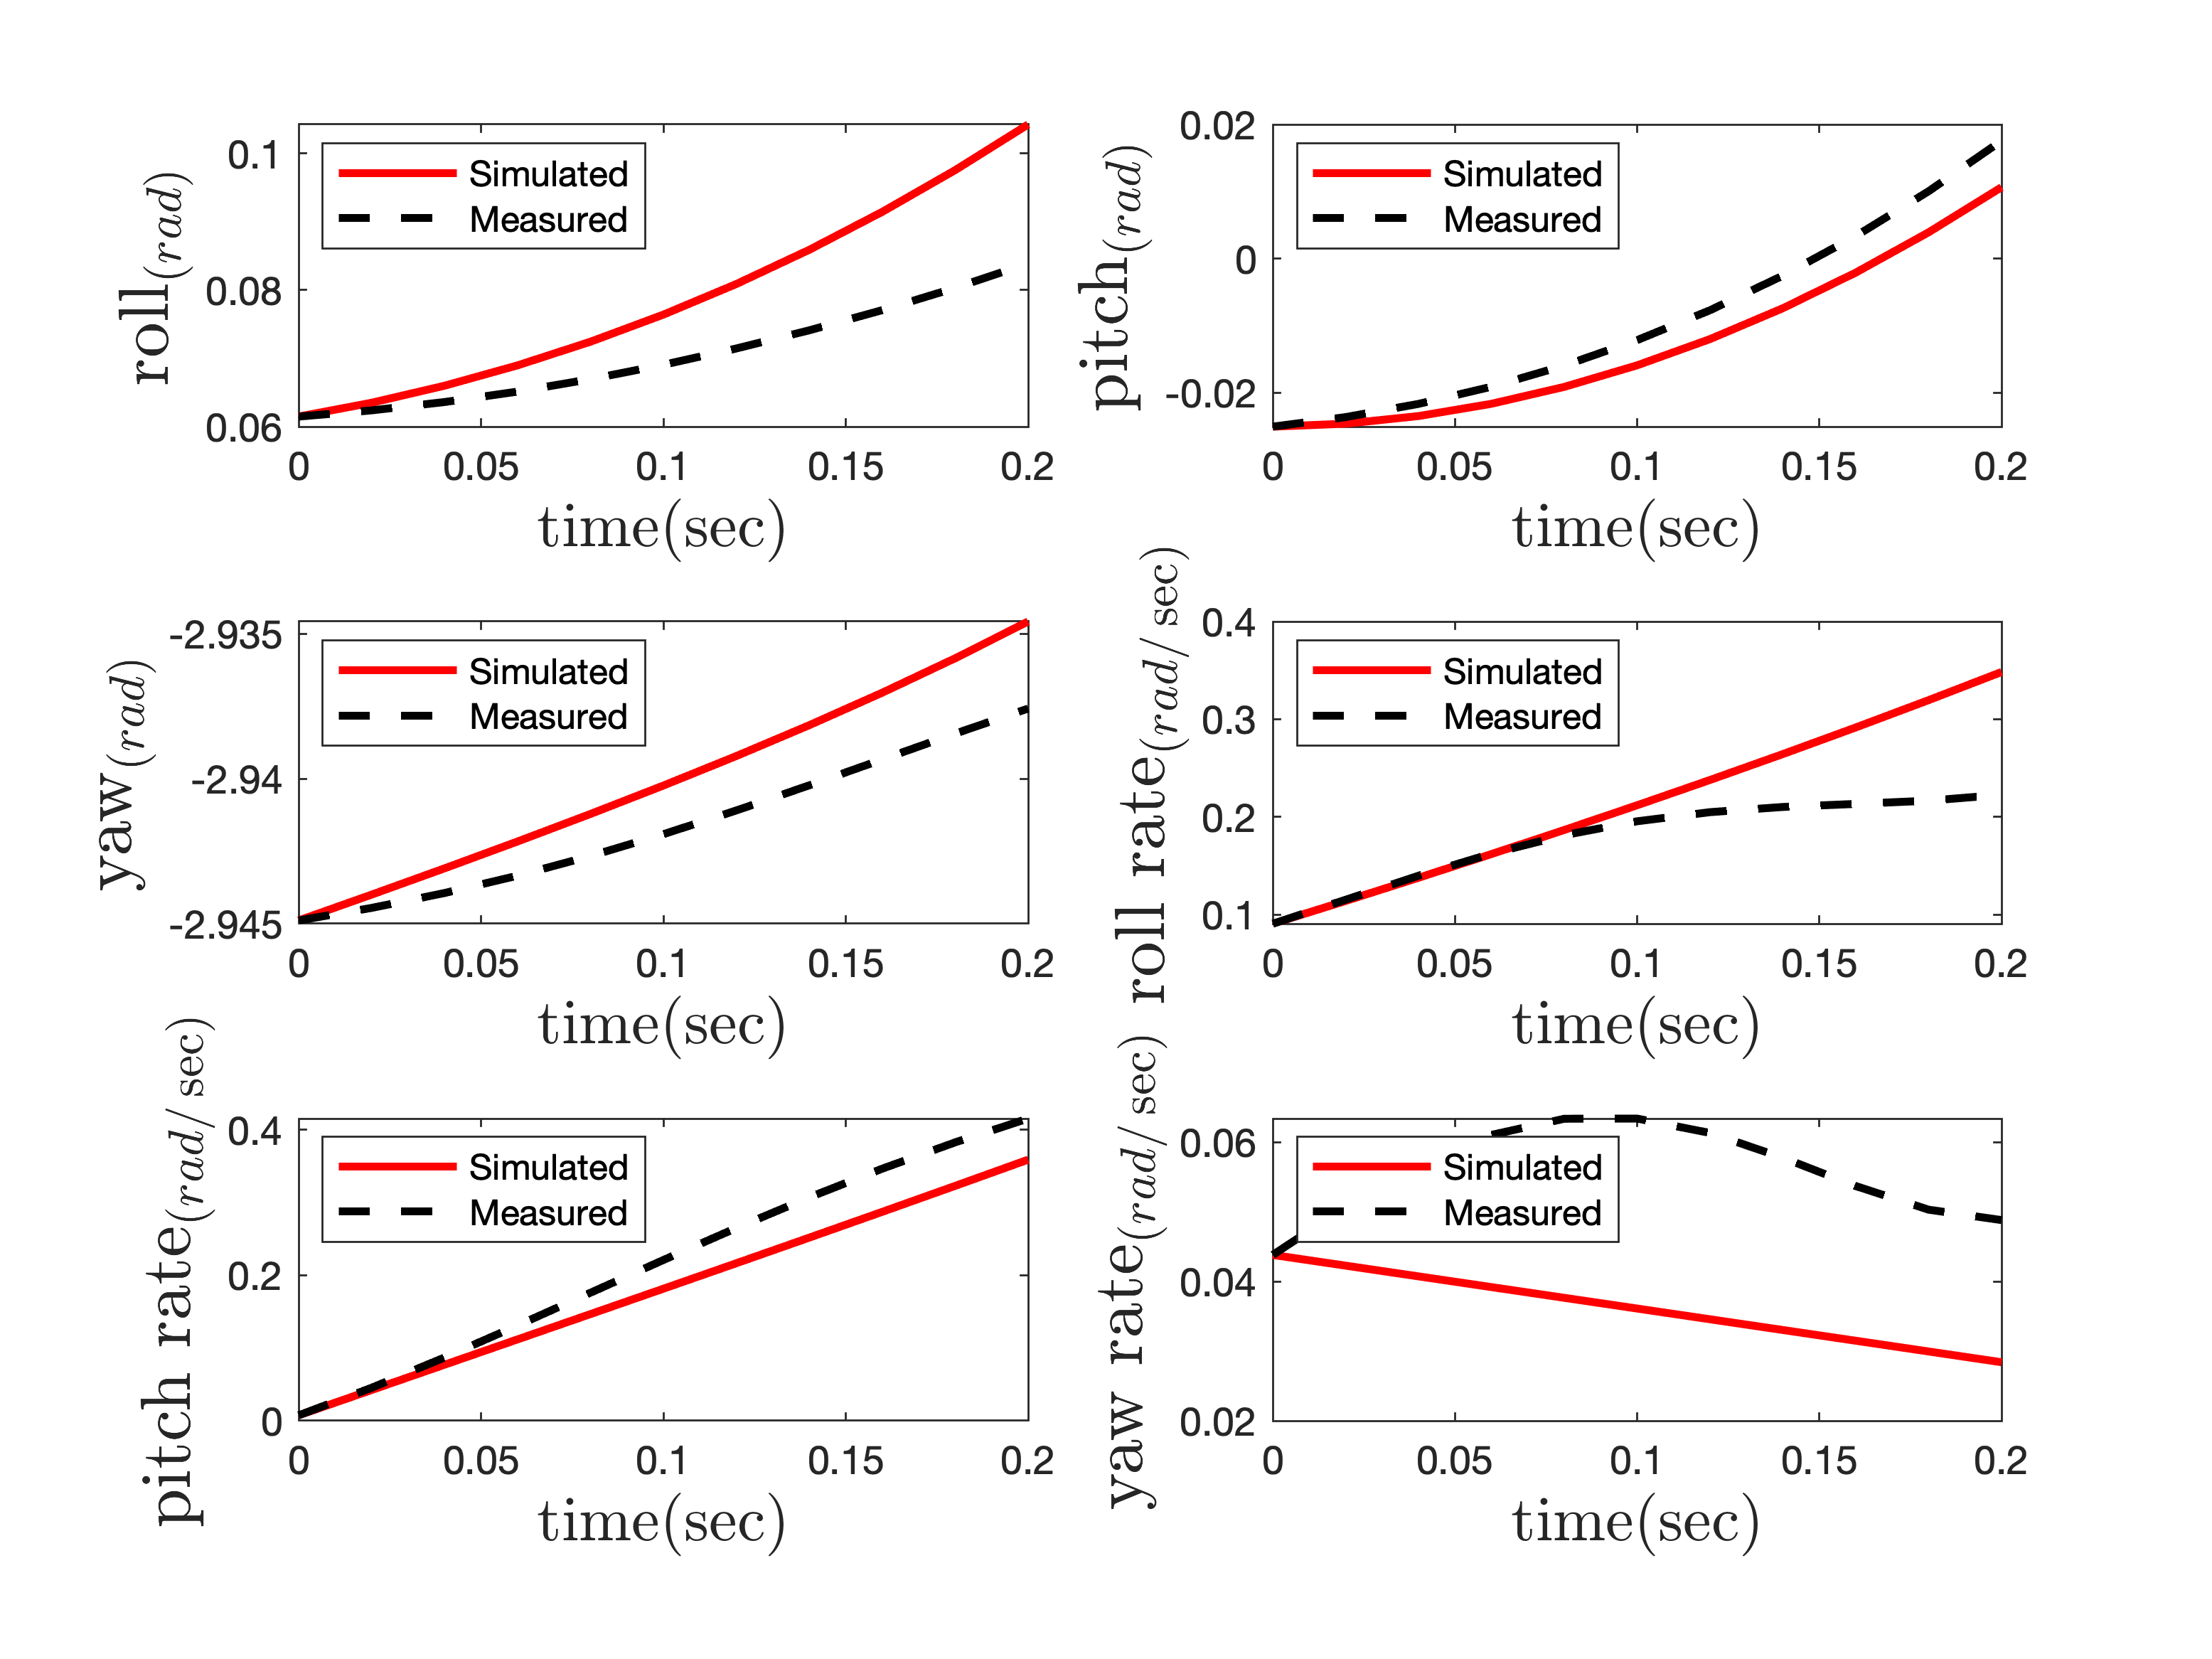 roll(rad)
0.1
0.08
0.06
Simulated
Measured
0 0.05 0.1 0.15 0.2
time(sec)
pitch(rad)
0.02
0
-0.02
Simulated
Measured
0 0.05 0.1 0.15 0.2
time(sec)
yaw(rad)
-2.935
-2.94
-2.945
Simulated
Measured
0 0.05 0.1 0.15 0.2
time(sec)
roll rate(rad/sec)
0.4
0.3
0.2
0.1
Simulated
Measured
0 0.05 0.1 0.15 0.2
time(sec)
pitch rate(rad/sec)
0.4
0.2
0
Simulated
Measured
0 0.05 0.1 0.15 0.2
time(sec)
yaw rate(rad/sec)
0.06
0.04
0.02
Simulated
Measured
0 0.05 0.1 0.15 0.2
time(sec)